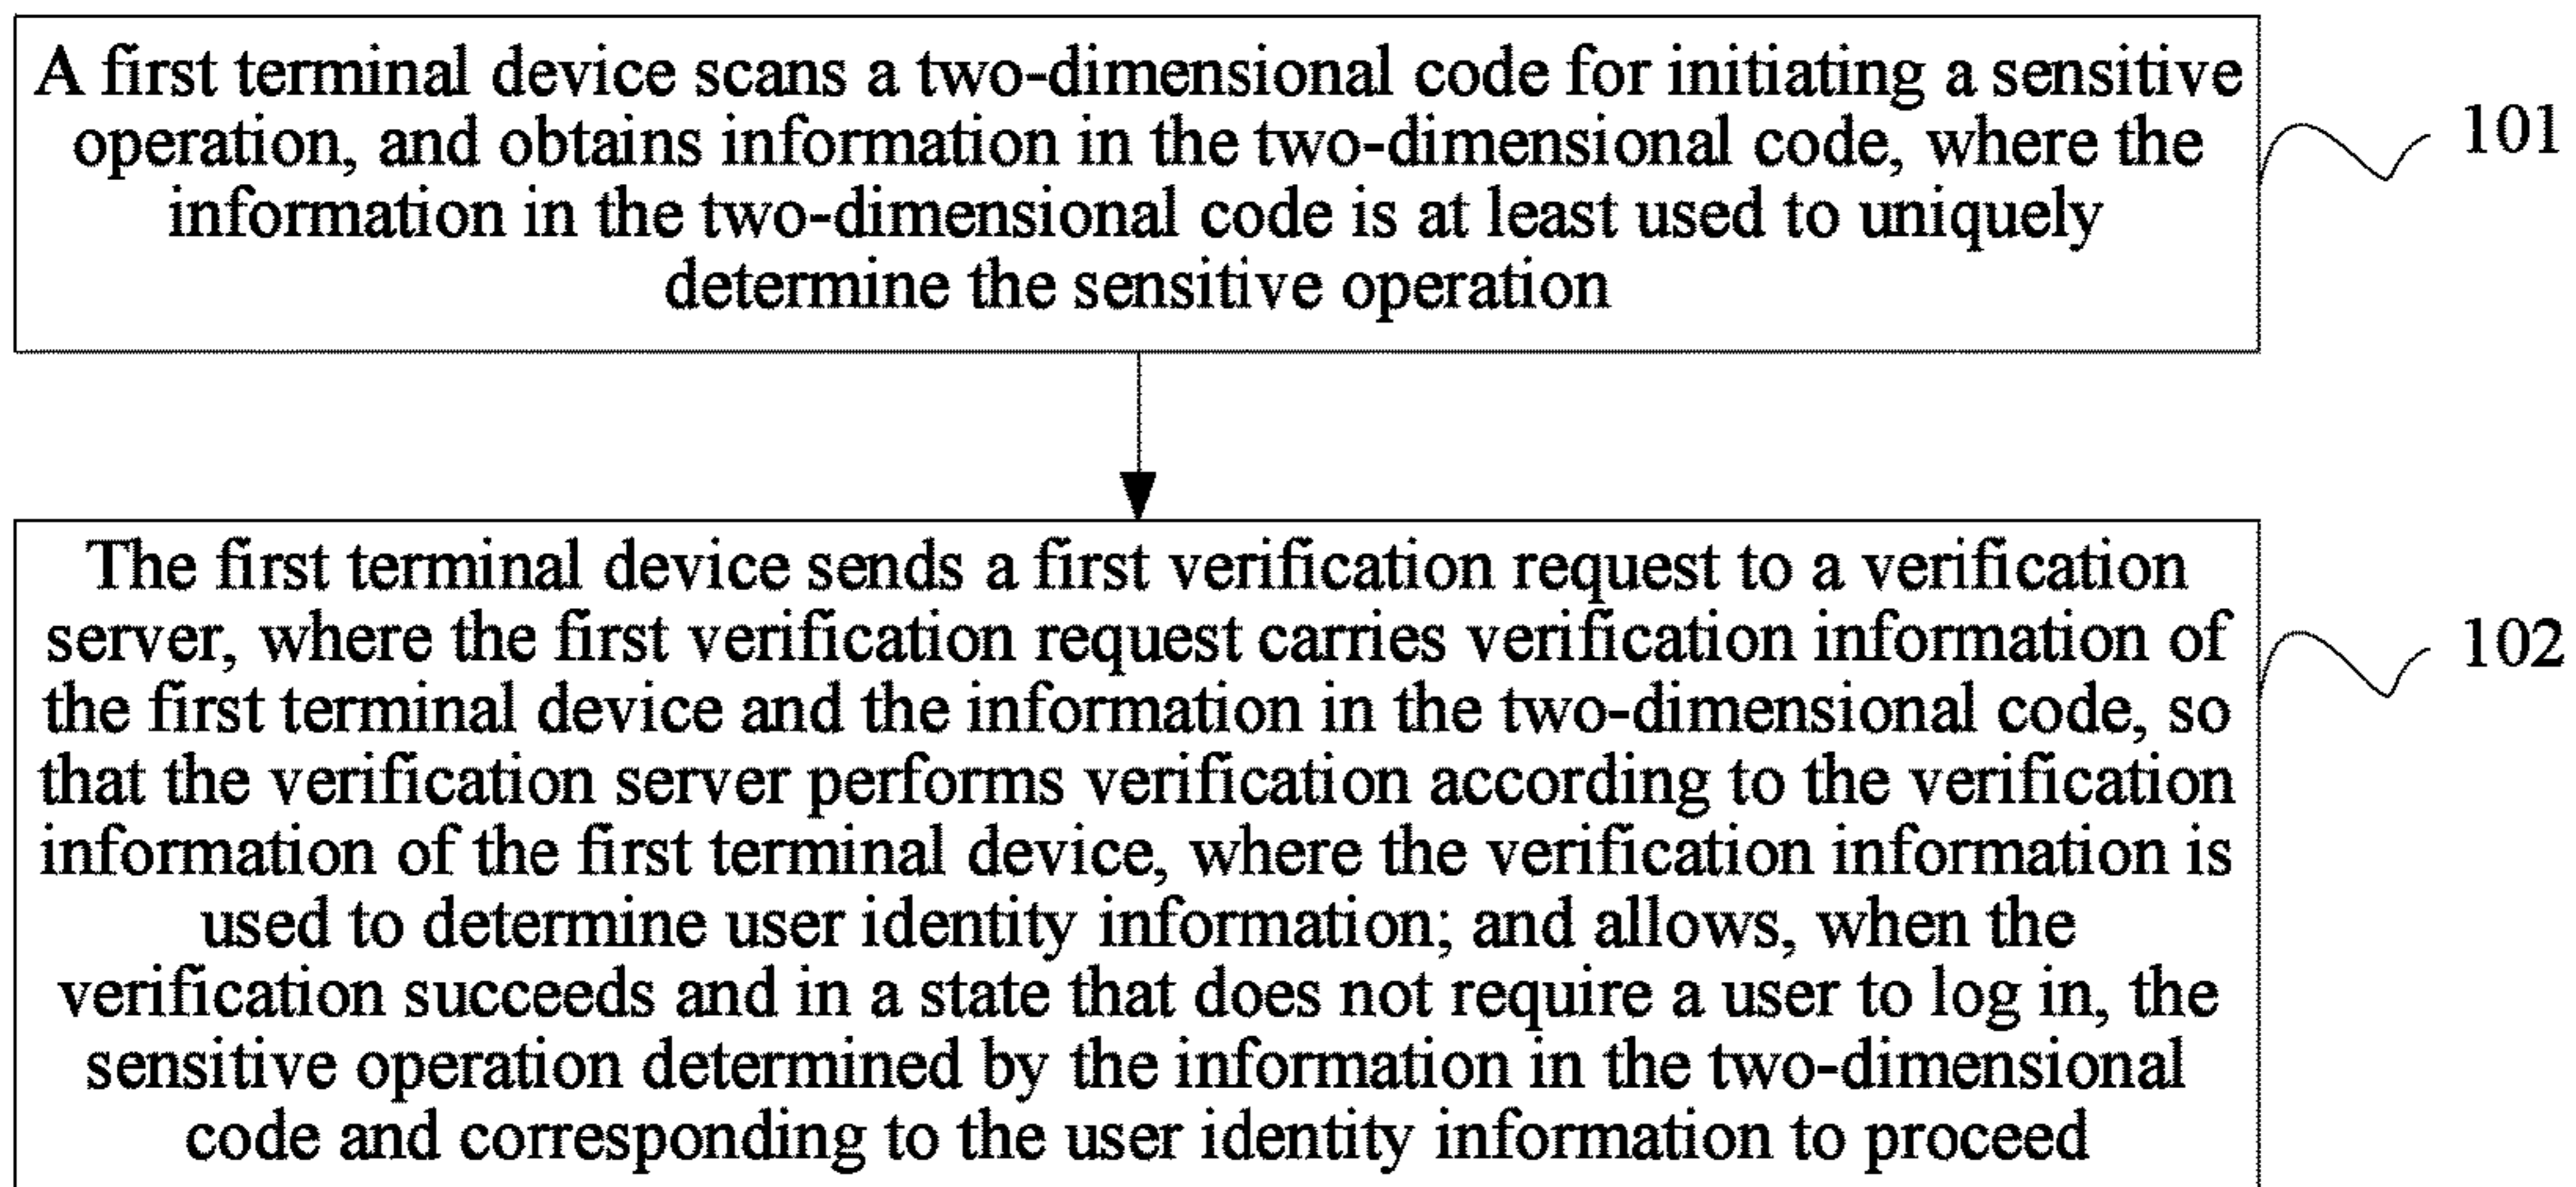 A first terminal device scans a two-dimensional code for initiating a sensitive
operation, and obtains information in the two-dimensional code, where the
information in the two-dimensional code is at least used to uniquely
determine the sensitive operation
101
The first terminal device sends a first verification request to a verification
server, where the first verification request carries verification information of
the first terminal device and the information in the two-dimensional code, so
that the verification server performs verification according to the verification
information of the first terminal device, where the verification information is
used to determine user identity information; and allows, when the
verification succeeds and in a state that does not require a user to log in, the
sensitive operation determined by the information in the two-dimensional
code and corresponding to the user identity information to proceed
102